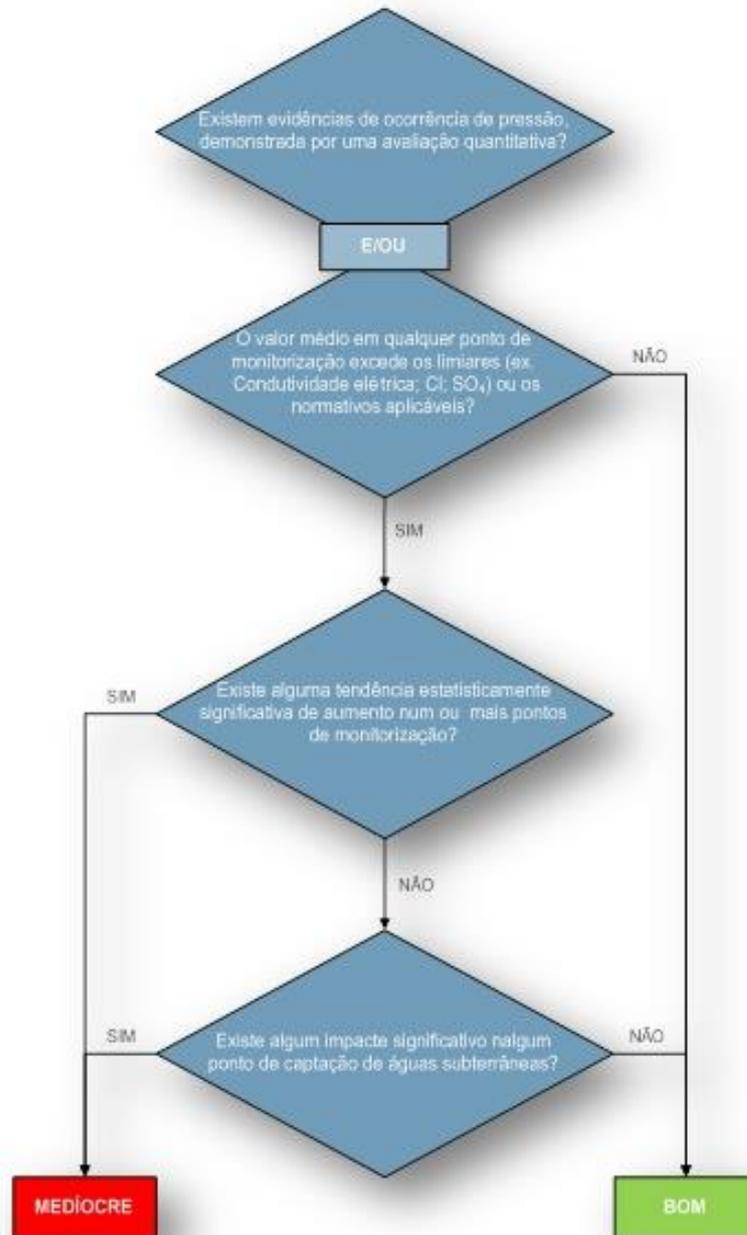 Existem evidências de ocorrência de pressão,
demonstrada por uma avaliação quantitativa?
E/OU
O valor médio em qualquer ponto de
monitorização excede os limiares (ex.
Condutividade elétrica; Cl; SO₄) ou os
normativos aplicáveis?
NÃO
SIM
Existe alguma tendência estatísticamente
significativa de aumento num ou mais pontos
de monitorização?
SIM
NÃO
Existe algum impacte significativo nalgum
ponto de captação de águas subterrâneas?
SIM
NÃO
MEDÍOCRE
BOM